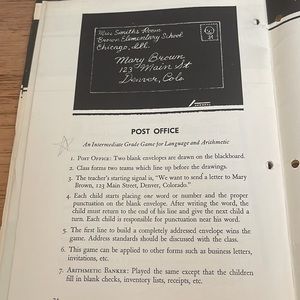 Miss Smith's Room
Brown Elementary School
Chicago, Ill.
Mary Brown
123 Main St
Denver, Colo.
POST OFFICE
An Intermediate Grade Game for Language and Arithmetic
1. POST OFFICE: Two blank envelopes are drawn on the blackboard.
2. Class forms two teams which line up before the drawings.
3. The teacher's starting signal is, "We want to send a letter to Mary
Brown, 123 Main Street, Denver, Colorado."
4. Each child starts placing one word or number and the proper
punctuation on the blank envelope. After writing the word, the
child must return to the end of his line and give the next child a
turn. Each child is responsible for punctuation near his word.
5. The first line to build a completely addressed envelope wins the
game. Address standards should be discussed with the class.
6. This game can be applied to other forms such as business letters,
invitations, etc.
7. ARITHMETIC BANKER: Played the same except that the children
fill in blank checks, inventory lists, receipts, etc.